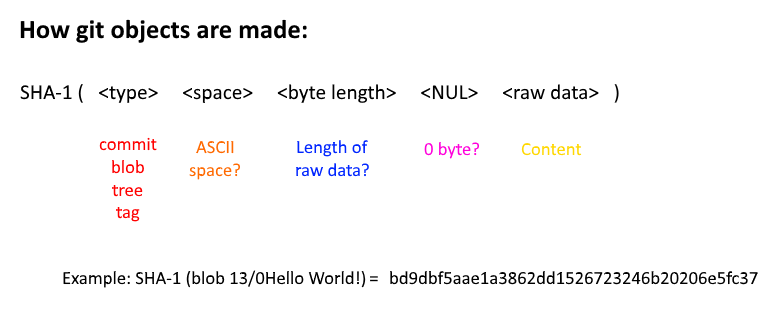 How git objects are made:
SHA-1 ( <type> <space> <byte length> <NUL> <raw data> )
commit
blob
tree
tag
ASCII
space?
Length of
raw data?
0 byte?
Content
Example: SHA-1 (blob 13/0Hello World!) = bd9dbf5aae1a3862dd1526723246b20206e5fc37